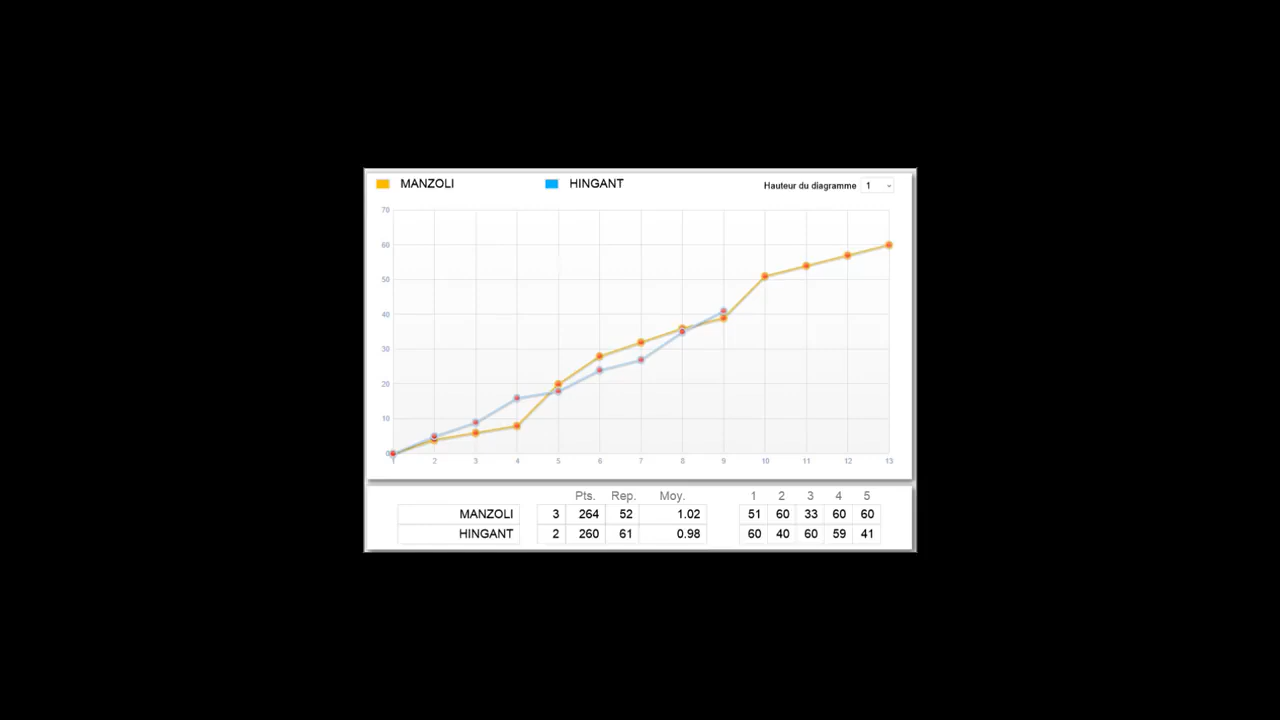 MANZOLI HINGANT Hauteur du diagramme 1
70
60
50
40
30
20
10
0
1 2 3 4 5 6 7 8 9 10 11 12 13
Pts. Rep. Moy. 1 2 3 4 5
MANZOLI 3 264 52 1.02 51 60 33 60 60
HINGANT 2 260 61 0.98 60 40 60 59 41